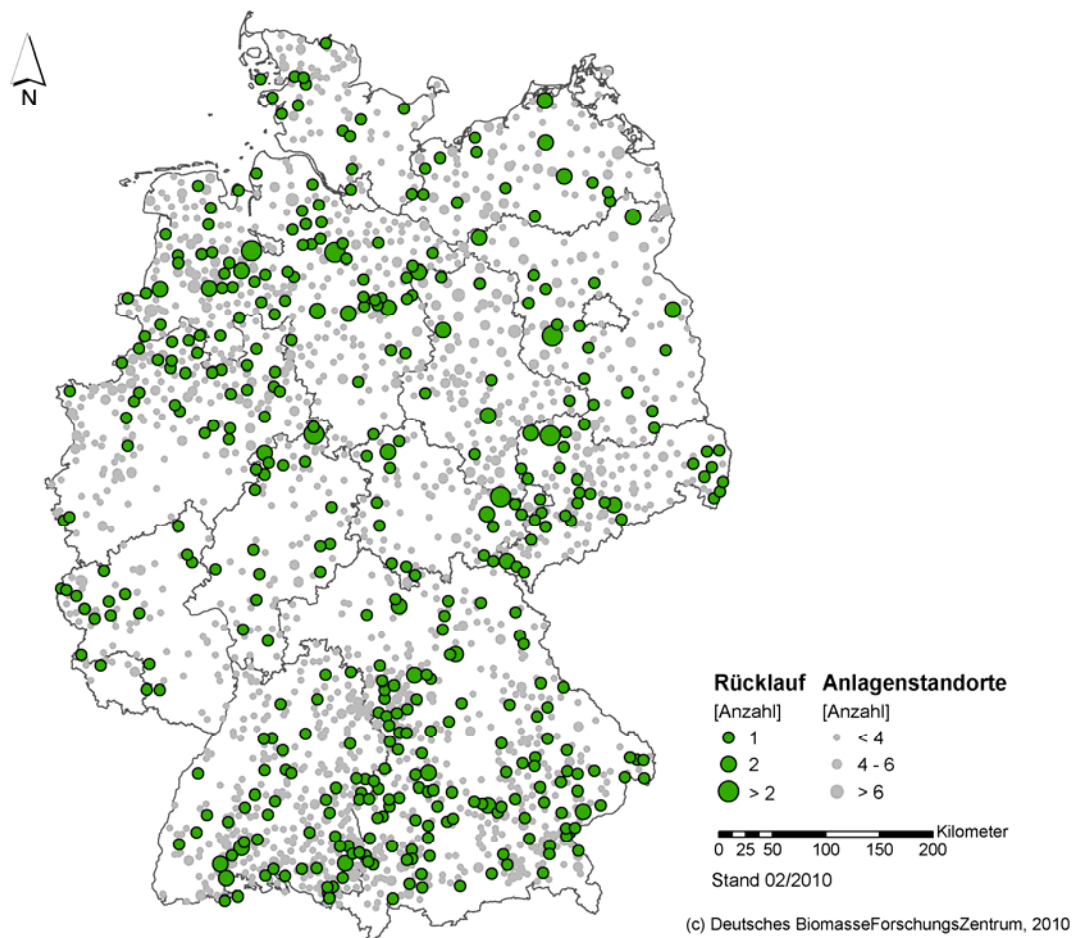 N
Rücklauf Anlagenstandorte
[Anzahl] [Anzahl]
1 < 4
2 4 - 6
> 2 > 6
Kilometer
0 25 50 100 150 200
Stand 02/2010
(c) Deutsches BiomasseForschungsZentrum, 2010